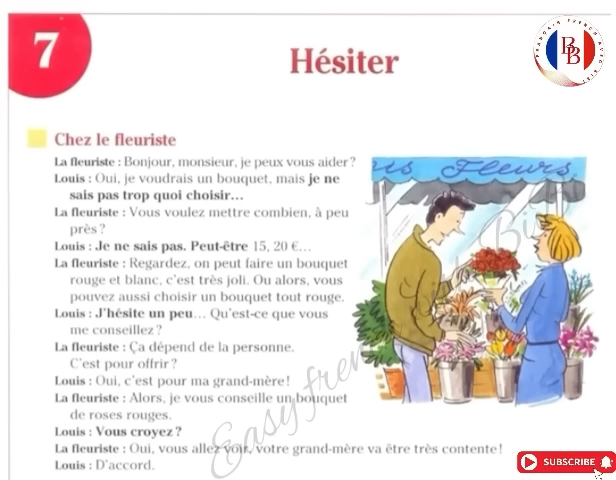 7
Hésiter
FRANÇAIS FRENCH
BB
Chez le fleuriste
La fleuriste : Bonjour, monsieur, je peux vous aider ?
Louis : Oui, je voudrais un bouquet, mais je ne
sais pas trop quoi choisir...
La fleuriste : Vous voulez mettre combien, à peu
près ?
Louis : Je ne sais pas. Peut-être 15, 20 €...
La fleuriste : Regardez, on peut faire un bouquet
rouge et blanc, c'est très joli. Ou alors, vous
pouvez aussi choisir un bouquet tout rouge.
Louis : J'hésite un peu... Qu'est-ce que vous
me conseillez ?
La fleuriste : Ça dépend de la personne.
C'est pour offrir ?
Louis : Oui, c'est pour ma grand-mère !
La fleuriste : Alors, je vous conseille un bouquet
de roses rouges.
Louis : Vous croyez ?
La fleuriste : Oui, vous allez voir, votre grand-mère va être très contente !
Louis : D'accord.
us Fleurs
Easy fren
SUBSCRIBE